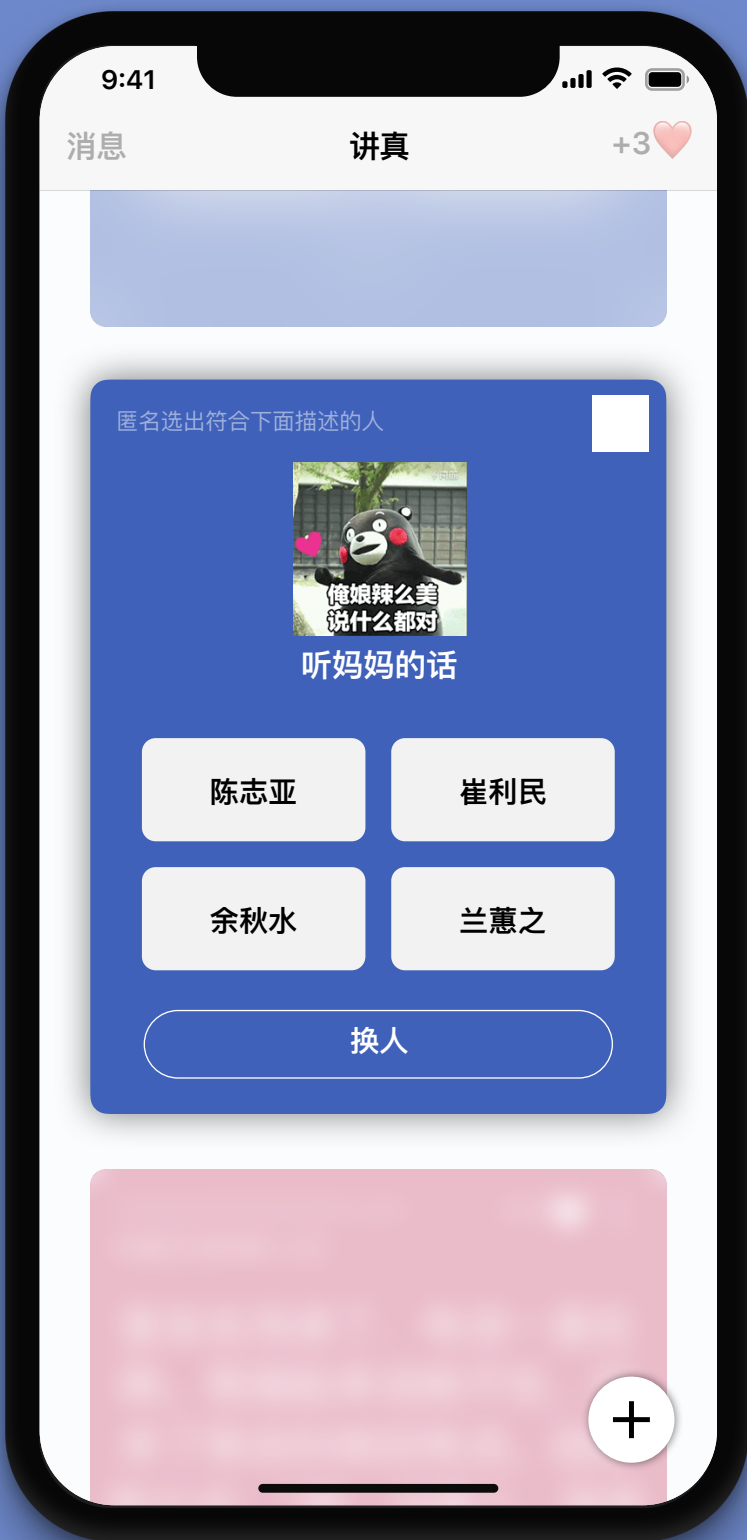 9:41
消息
讲真
+3
匿名选出符合下面描述的人
俺娘辣么美
说什么都对
听妈妈的话
陈志亚
崔利民
余秋水
兰蕙之
换人